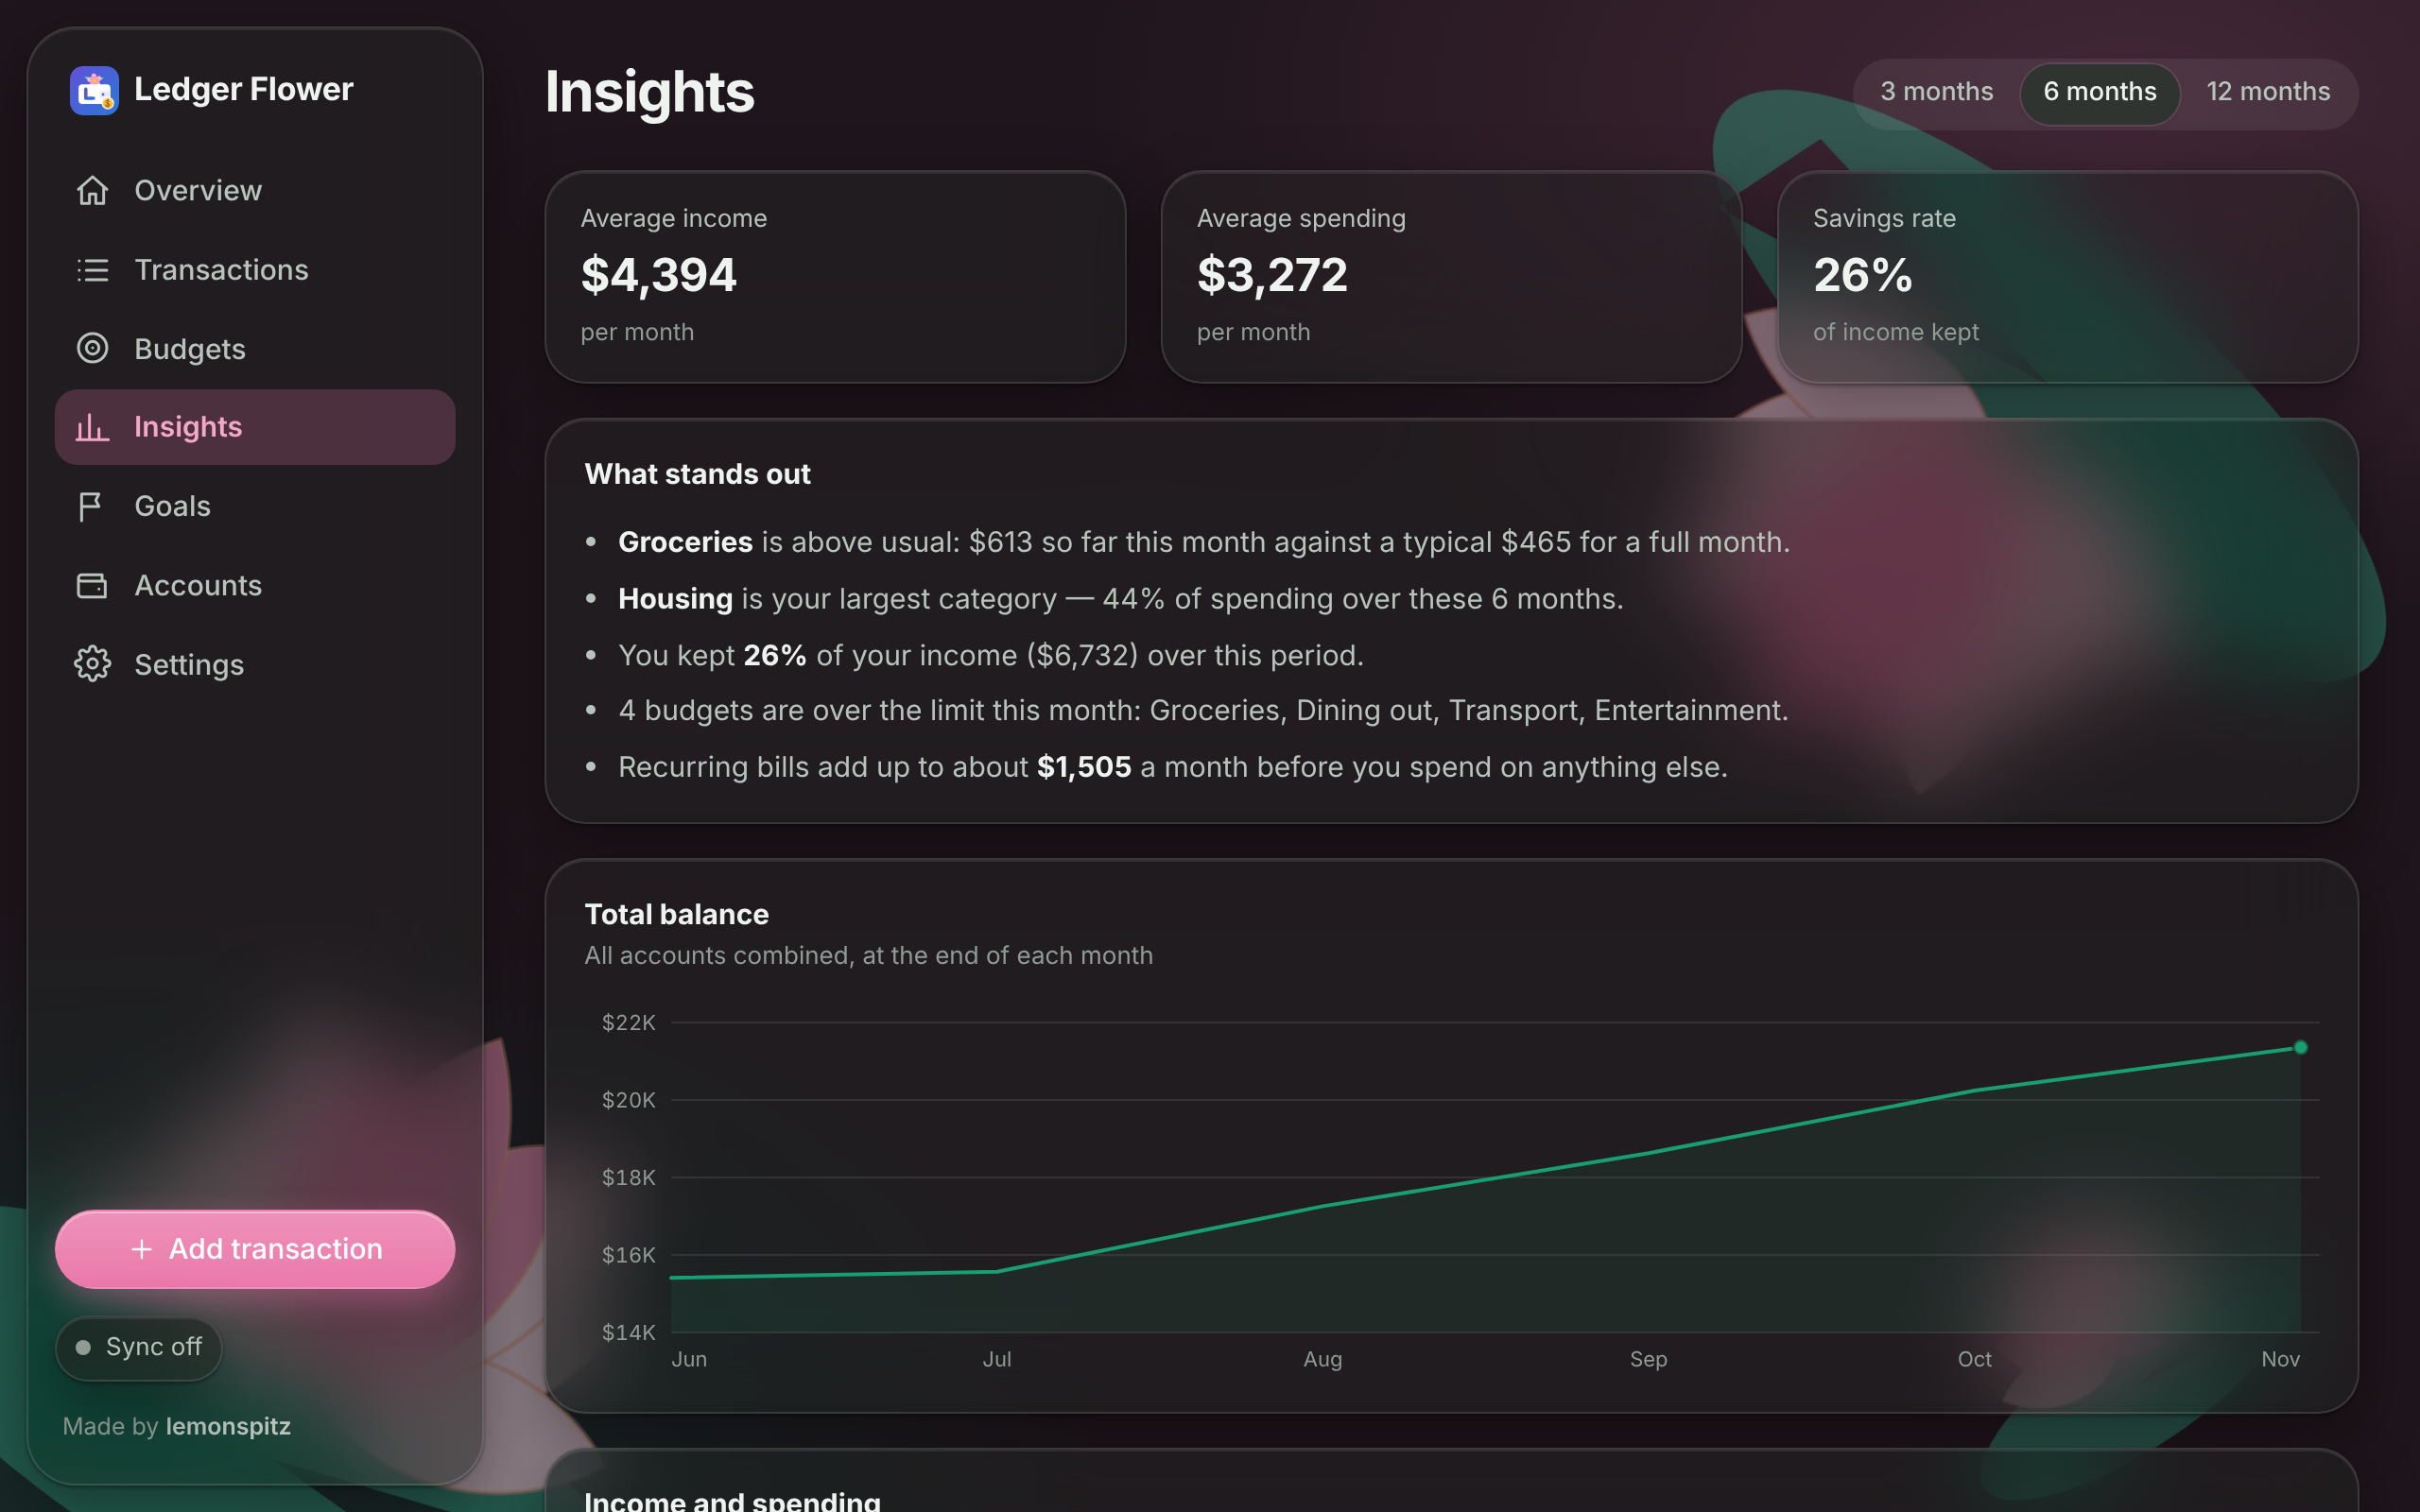 Ledger Flower
Overview
Transactions
Budgets
Insights
Goals
Accounts
Settings
+ Add transaction
Sync off
Made by lemonspitz
Insights
3 months 6 months 12 months
Average income
$4,394
per month
Average spending
$3,272
per month
Savings rate
26%
of income kept
What stands out
• Groceries is above usual: $613 so far this month against a typical $465 for a full month.
• Housing is your largest category — 44% of spending over these 6 months.
• You kept 26% of your income ($6,732) over this period.
• 4 budgets are over the limit this month: Groceries, Dining out, Transport, Entertainment.
• Recurring bills add up to about $1,505 a month before you spend on anything else.
Total balance
All accounts combined, at the end of each month
$22K
$20K
$18K
$16K
$14K
Jun Jul Aug Sep Oct Nov
Income and spending